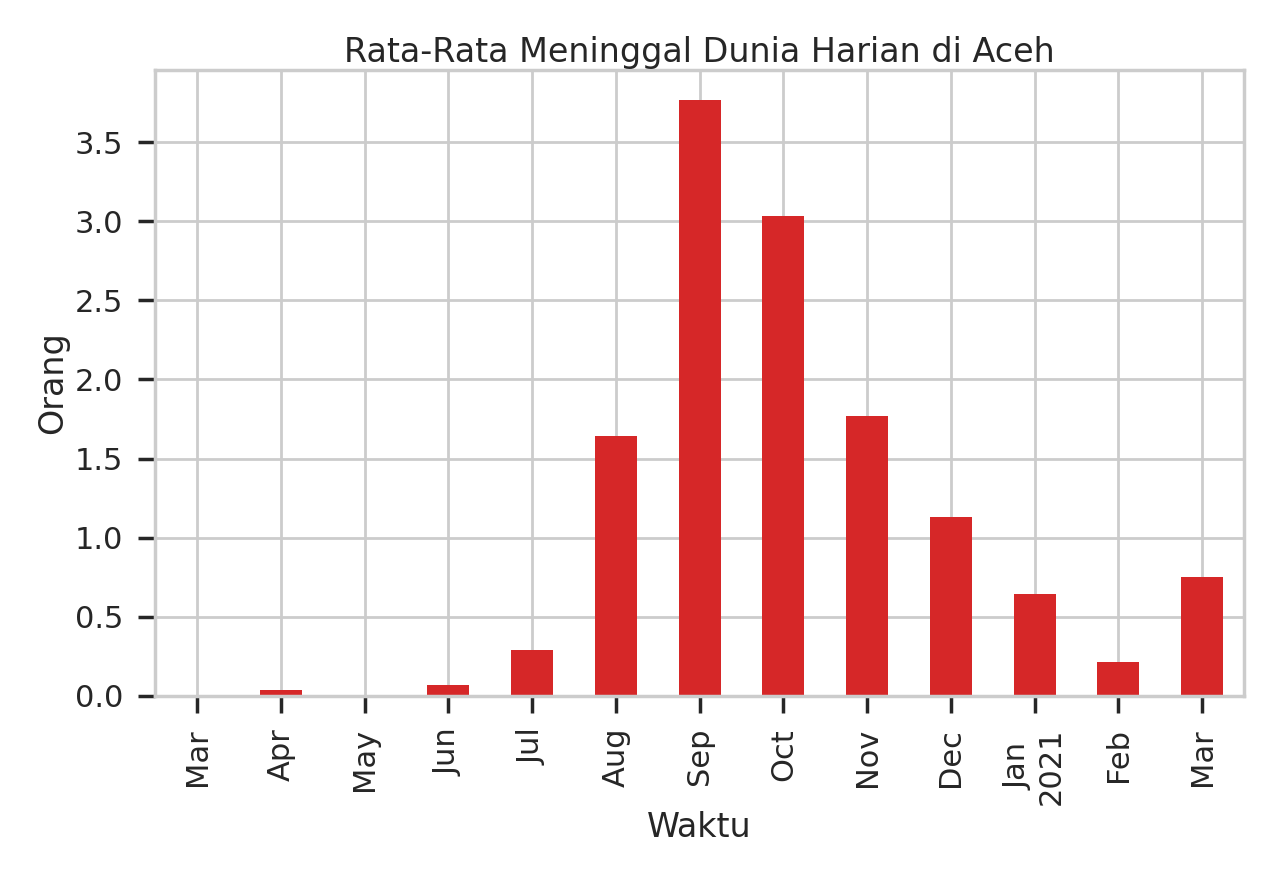 Rata-Rata Meninggal Dunia Harian di Aceh
Orang
3.5
3.0
2.5
2.0
1.5
1.0
0.5
0.0
Mar
Apr
May
Jun
Jul
Aug
Sep
Oct
Nov
Dec
Jan
2021
Feb
Mar
Waktu